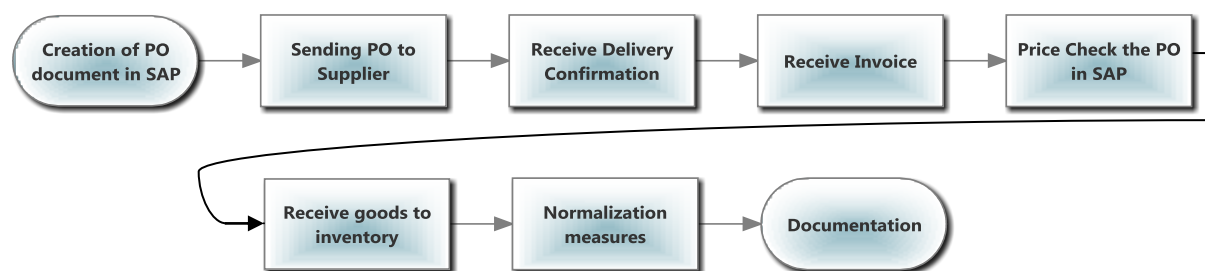 Creation of PO
document in SAP
Sending PO to
Supplier
Receive Delivery
Confirmation
Receive Invoice
Price Check the PO
in SAP
Receive goods to
inventory
Normalization
measures
Documentation